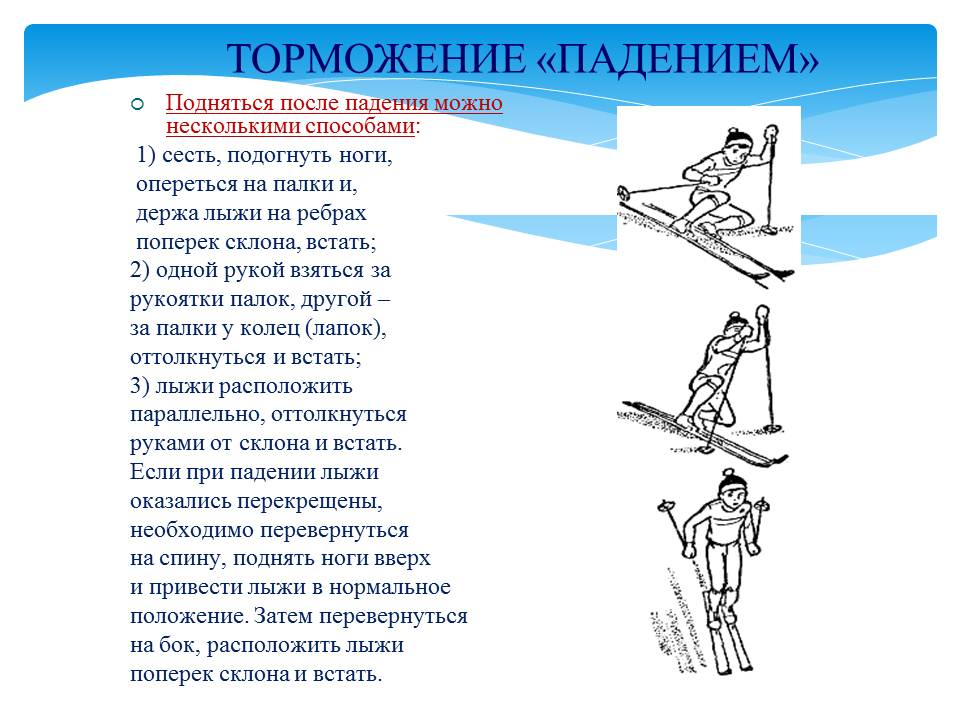 ТОРМОЖЕНИЕ «ПАДЕНИЕМ»
Подняться после падения можно
несколькими способами:
1) сесть, подогнуть ноги,
опереться на палки и,
держа лыжи на ребрах
поперек склона, встать;
2) одной рукой взяться за
рукоятки палок, другой –
за палки у колец (лапок),
оттолкнуться и встать;
3) лыжи расположить
параллельно, оттолкнуться
руками от склона и встать.
Если при падении лыжи
оказались перекрещены,
необходимо перевернуться
на спину, поднять ноги вверх
и привести лыжи в нормальное
положение. Затем перевернуться
на бок, расположить лыжи
поперек склона и встать.